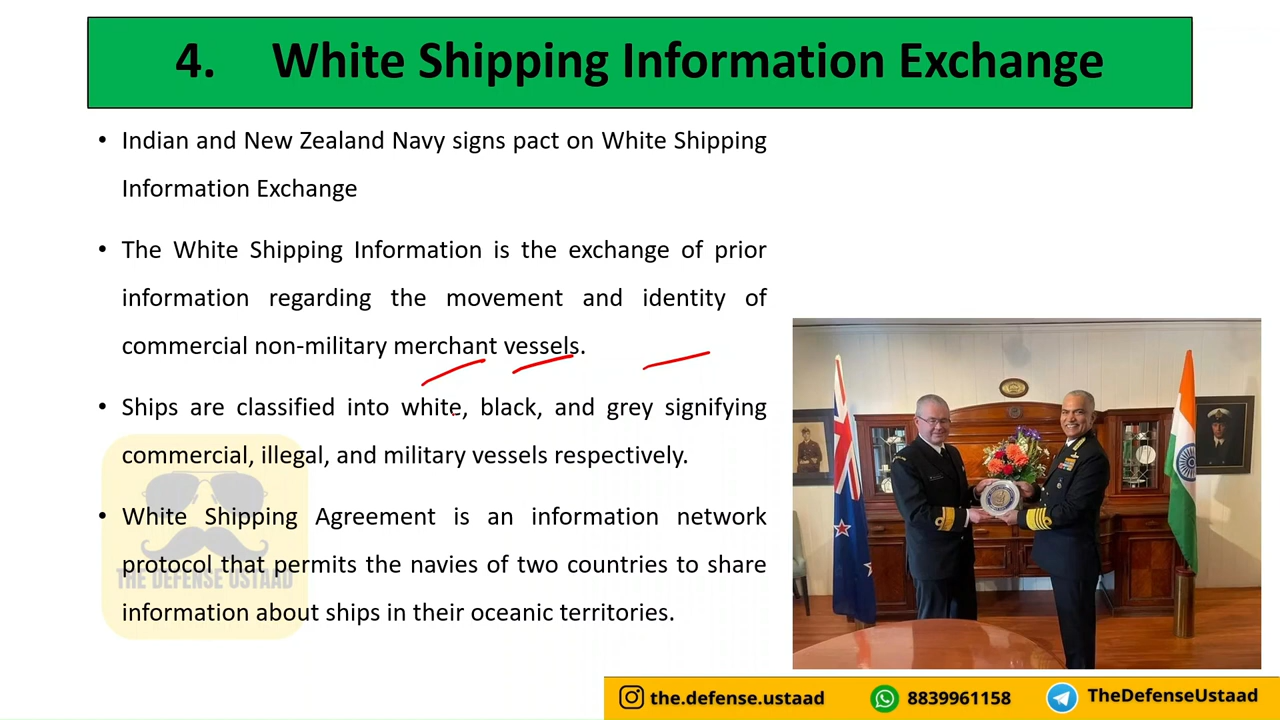 4. White Shipping Information Exchange
• Indian and New Zealand Navy signs pact on White Shipping
Information Exchange
• The White Shipping Information is the exchange of prior
information regarding the movement and identity of
commercial non-military merchant vessels.
• Ships are classified into white, black, and grey signifying
commercial, illegal, and military vessels respectively.
• White Shipping Agreement is an information network
protocol that permits the navies of two countries to share
information about ships in their oceanic territories.
THE DEFENSE USTAAD
the.defense.ustaad
8839961158
TheDefenseUstaad